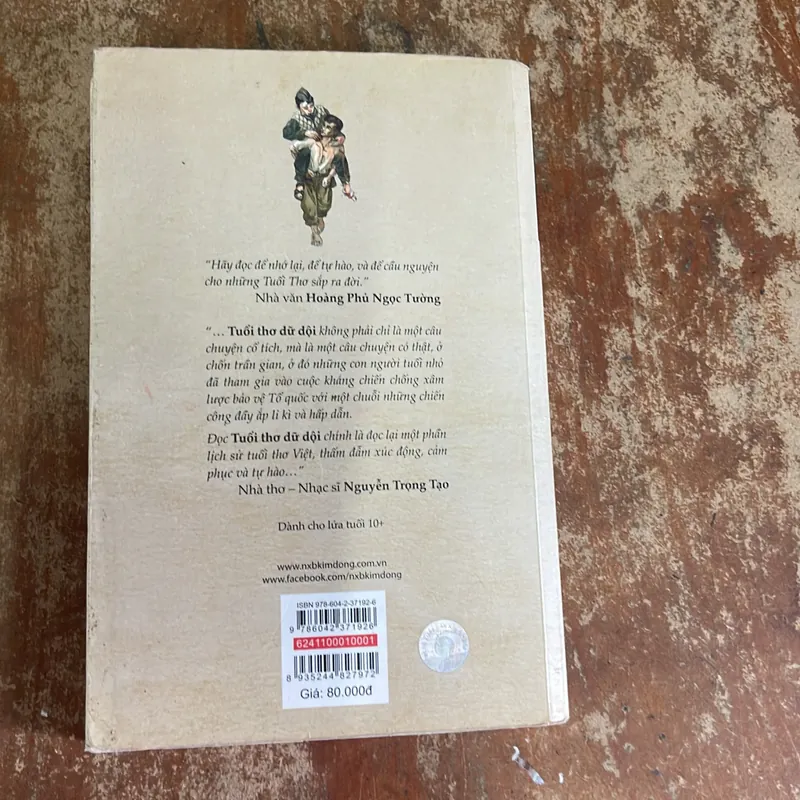 "Hãy đọc để nhớ lại, để tự hào, và để cầu nguyện
cho những Tuổi Thơ sắp ra đời."
Nhà văn Hoàng Phủ Ngọc Tường
"... Tuổi thơ dữ dội không phải chỉ là một câu
chuyện cổ tích, mà là một câu chuyện có thật, ở
chốn trần gian, ở đó những con người tuổi nhỏ
đã tham gia vào cuộc kháng chiến chống xâm
lược bảo vệ Tổ quốc với một chuỗi những chiến
công đầy ắp li kì và hấp dẫn.
Đọc Tuổi thơ dữ dội chính là đọc lại một phần
lịch sử tuổi thơ Việt, thấm đẫm xúc động, cảm
phục và tự hào..."
Nhà thơ – Nhạc sĩ Nguyễn Trọng Tạo
Dành cho lứa tuổi 10+
www.nxbkimdong.com.vn
www.facebook.com/nxbkimdong
ISBN 978-604-2-37192-6
9 786042 371926
6241100010001
8 935244 827972
Giá: 80.000đ